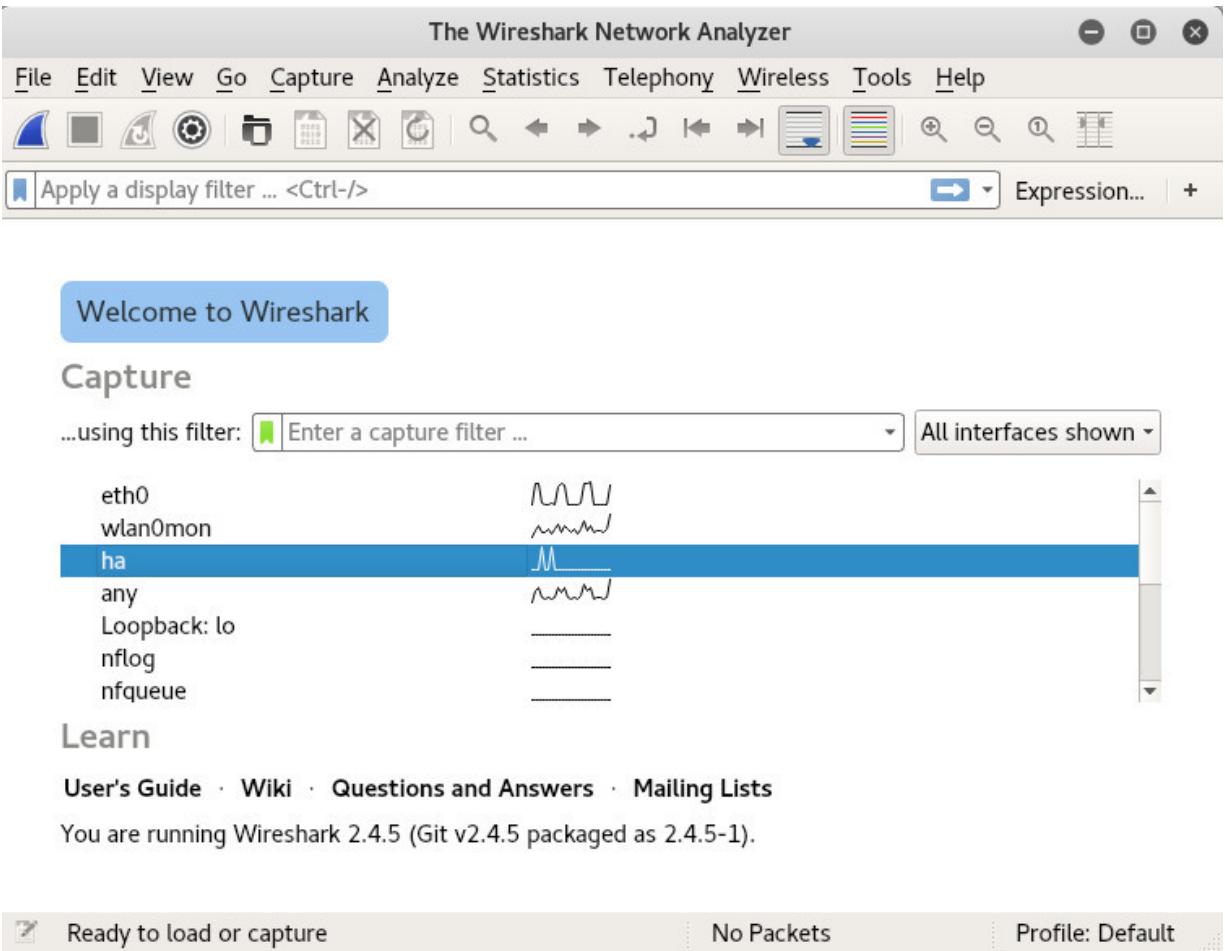 The Wireshark Network Analyzer
File Edit View Go Capture Analyze Statistics Telephony Wireless Tools Help
Apply a display filter ... <Ctrl-/>
Expression... +
Welcome to Wireshark
Capture
...using this filter: Enter a capture filter ... All interfaces shown
eth0
wlan0mon
ha
any
Loopback: lo
nflog
nfqueue
Learn
User's Guide · Wiki · Questions and Answers · Mailing Lists
You are running Wireshark 2.4.5 (Git v2.4.5 packaged as 2.4.5-1).
Ready to load or capture No Packets Profile: Default